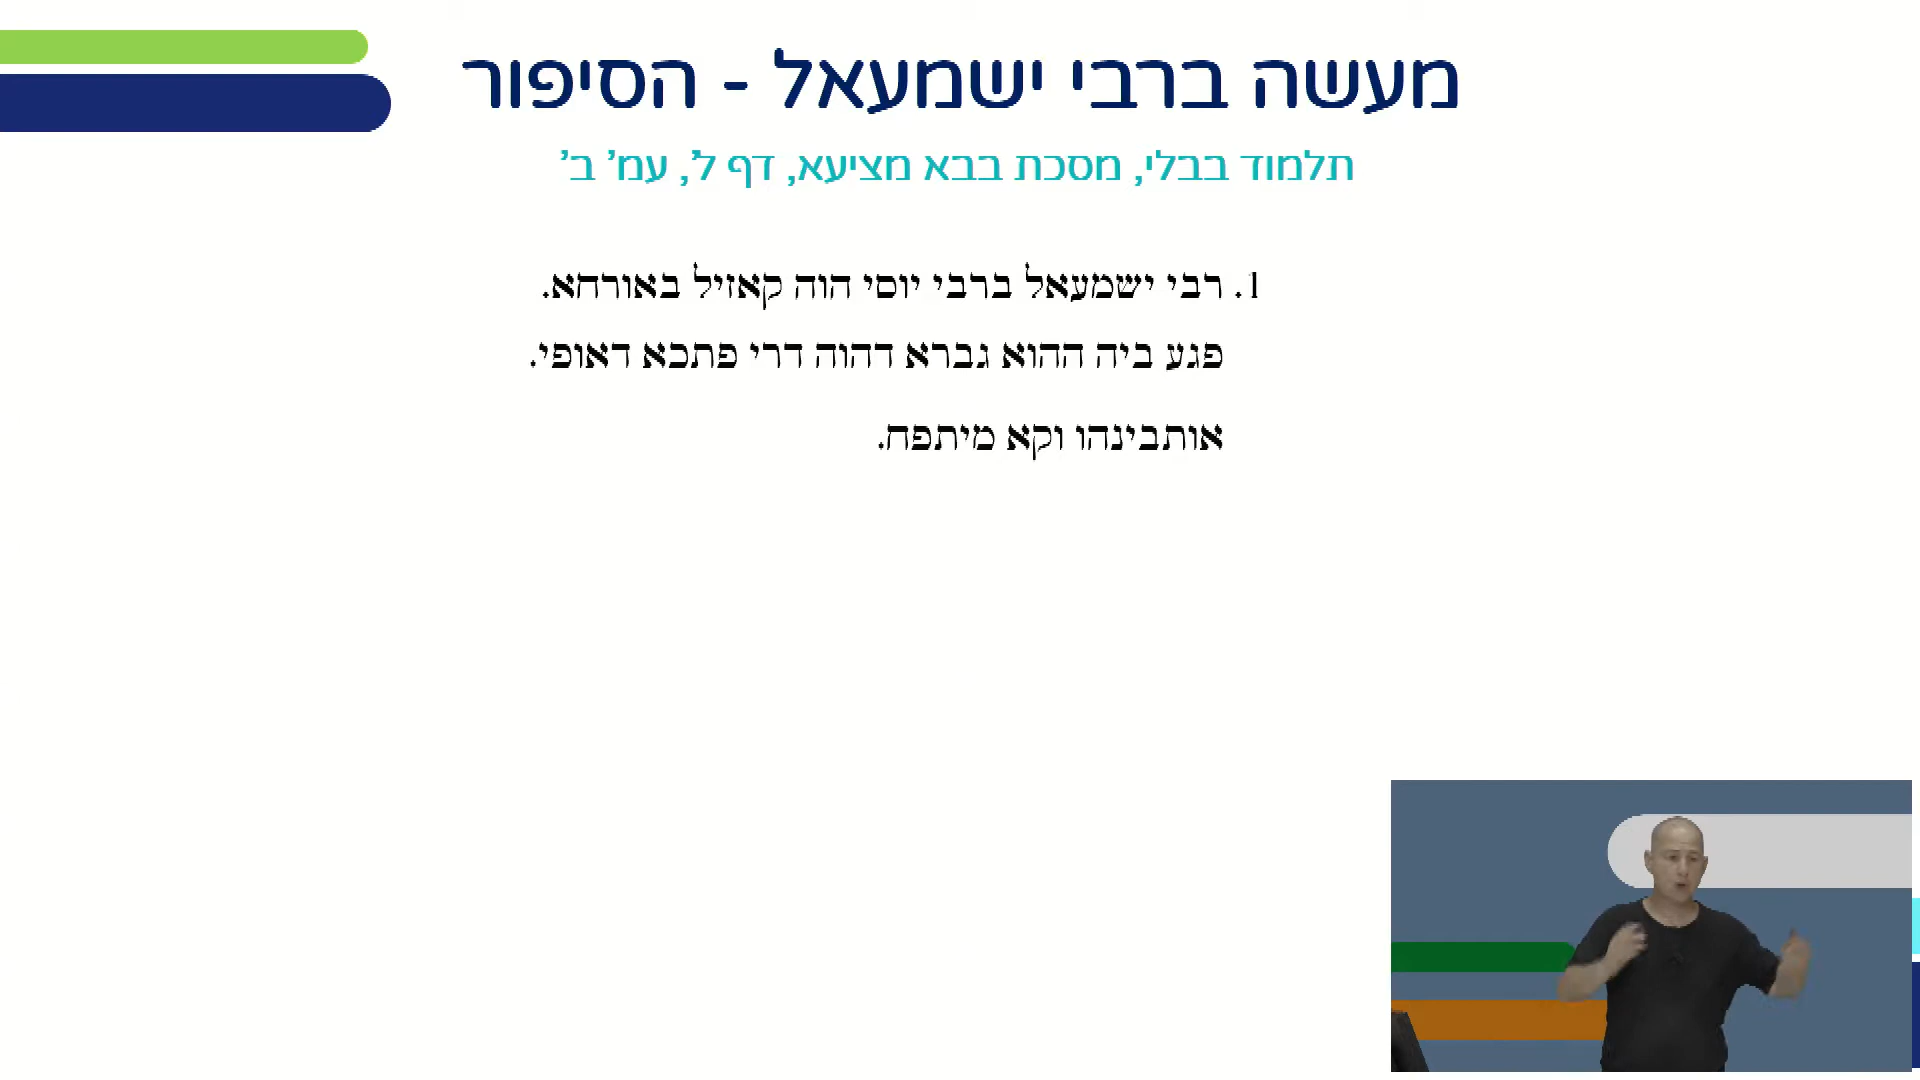 מעשה ברבי ישמעאל - הסיפור
תלמוד בבלי, מסכת בבא מציעא, דף ל', עמ' ב'
1. רבי ישמעאל ברבי יוסי הוה קאזיל באורחא.
פגע ביה ההוא גברא דהוה דרי פתכא דאופי.
אותבינהו וקא מיתפח.